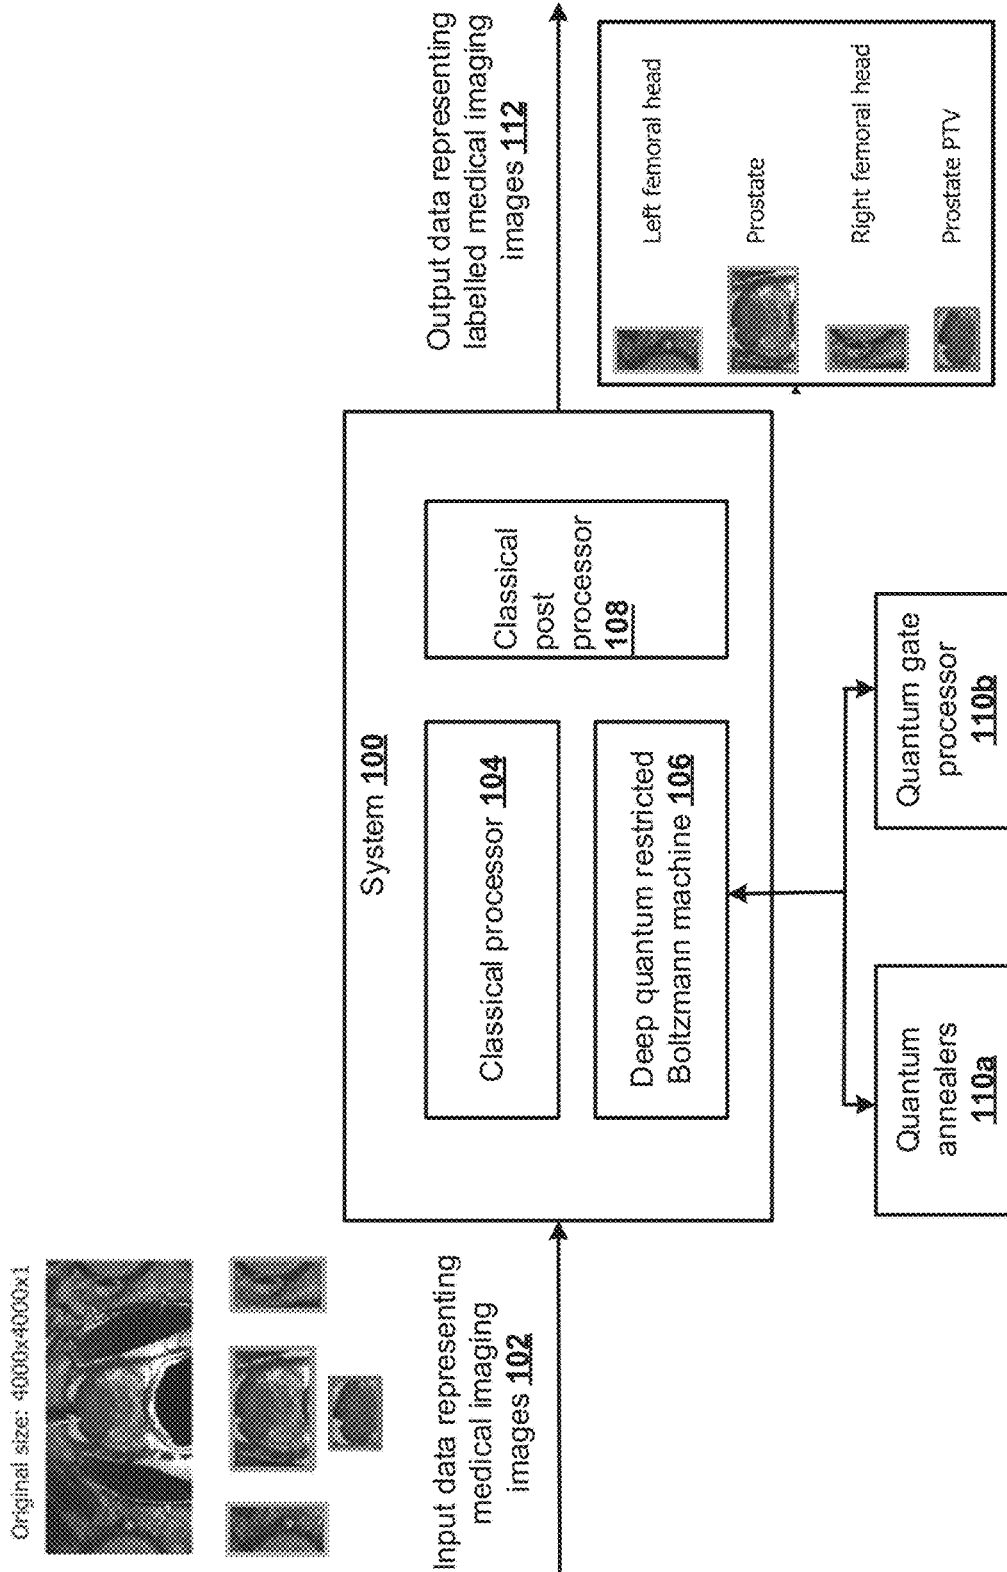 Original size: 4000x4000x1
Input data representing
medical imaging
images 102
System 100
Classical processor 104
Deep quantum restricted
Boltzmann machine 106
Classical
post
processor
108
Quantum
annealers
110a
Quantum gate
processor
110b
Output data representing
labelled medical imaging
images 112
Left femoral head
Prostate
Right femoral head
Prostate PTV